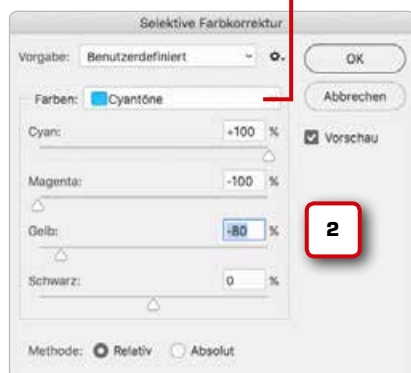 Selektive Farbkorrektur
Vorgabe: Benutzerdefiniert
OK
Farben: Cyantöne
Abbrechen
Cyan: +100 %
Vorschau
Magenta: -100 %
Gelb: -80 %
2
Schwarz: 0 %
Methode: Relativ Absolut